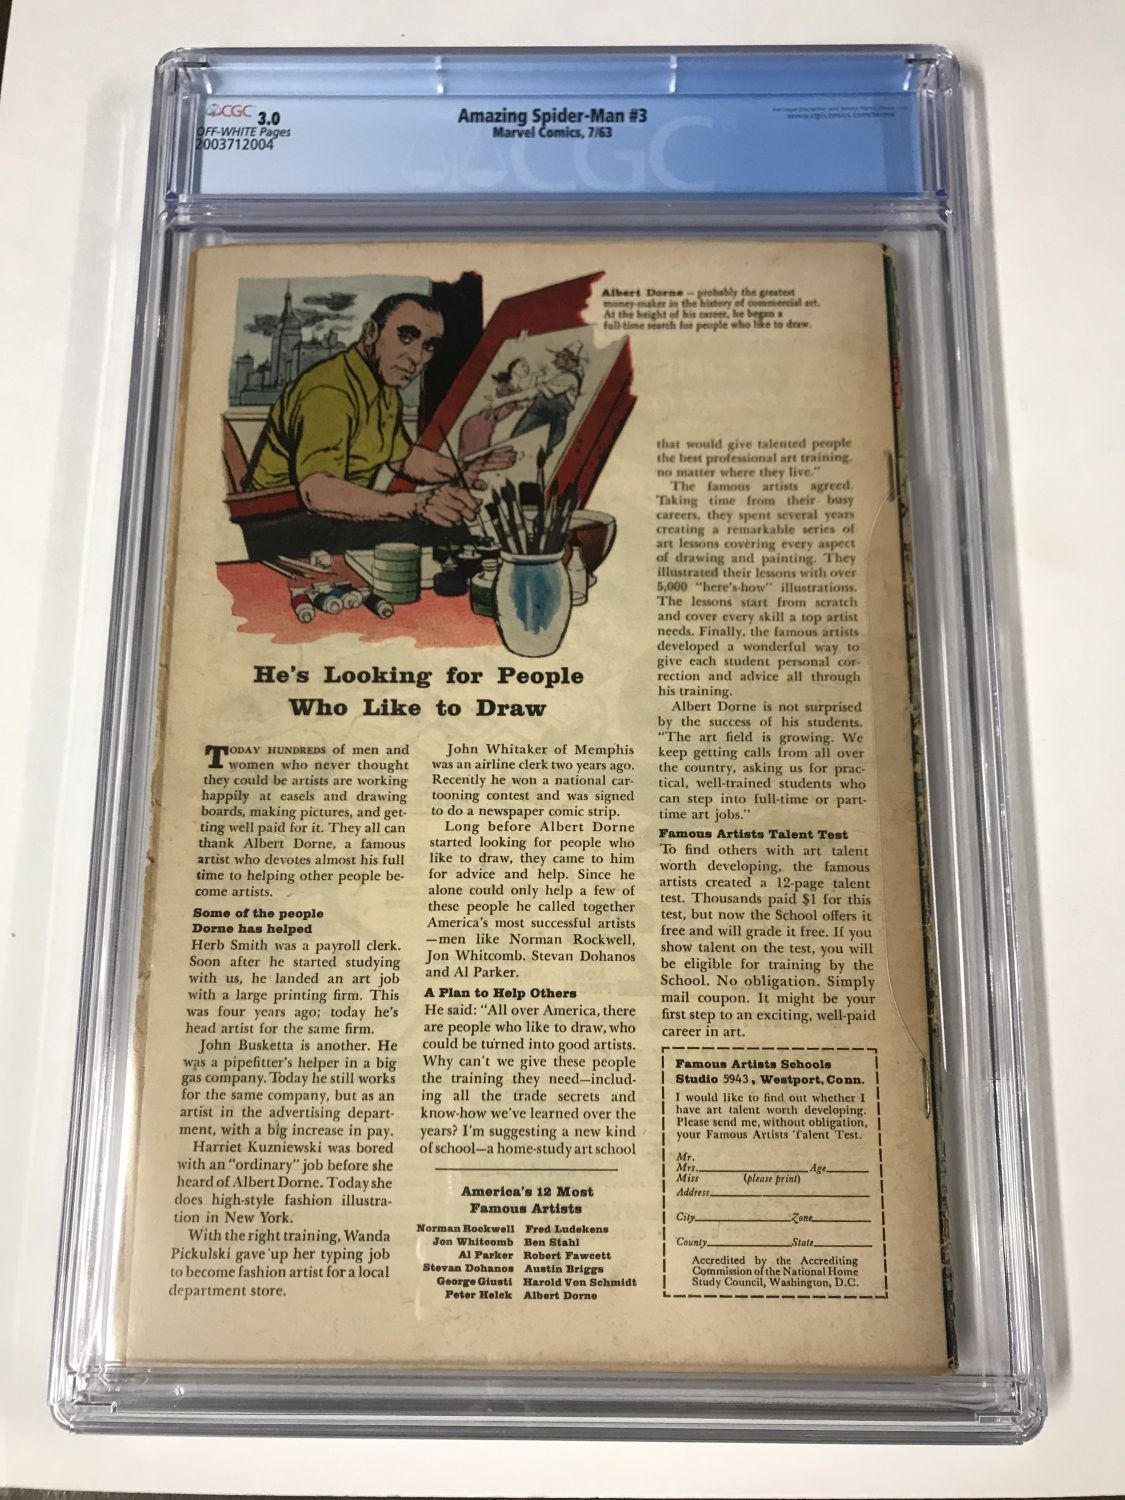 CGC 3.0
OFF-WHITE Pages
2003712004
Amazing Spider-Man #3
Marvel Comics, 7/63
www.cgccomics.com/terms
CGC
Albert Dorne – probably the greatest
money-maker in the history of commercial art.
At the height of his career, he began a
full-time search for people who like to draw.
He's Looking for People
Who Like to Draw
TODAY HUNDREDS of men and
women who never thought
they could be artists are working
happily at easels and drawing
boards, making pictures, and get-
ting well paid for it. They all can
thank Albert Dorne, a famous
artist who devotes almost his full
time to helping other people be-
come artists.
Some of the people
Dorne has helped
Herb Smith was a payroll clerk.
Soon after he started studying
with us, he landed an art job
with a large printing firm. This
was four years ago; today he's
head artist for the same firm.
John Busketta is another. He
was a pipefitter's helper in a big
gas company. Today he still works
for the same company, but as an
artist in the advertising depart-
ment, with a big increase in pay.
Harriet Kuzniewski was bored
with an "ordinary" job before she
heard of Albert Dorne. Today she
does high-style fashion illustra-
tion in New York.
With the right training, Wanda
Pickulski gave up her typing job
to become fashion artist for a local
department store.
John Whitaker of Memphis
was an airline clerk two years ago.
Recently he won a national car-
tooning contest and was signed
to do a newspaper comic strip.
Long before Albert Dorne
started looking for people who
like to draw, they came to him
for advice and help. Since he
alone could only help a few of
these people he called together
America's most successful artists
—men like Norman Rockwell,
Jon Whitcomb, Stevan Dohanos
and Al Parker.
A Plan to Help Others
He said: "All over America, there
are people who like to draw, who
could be turned into good artists.
Why can't we give these people
the training they need—includ-
ing all the trade secrets and
know-how we've learned over the
years? I'm suggesting a new kind
of school—a home-study art school
America's 12 Most
Famous Artists
Norman Rockwell Fred Ludekens
Jon Whitcomb Ben Stahl
Al Parker Robert Fawcett
Stevan Dohanos Austin Briggs
George Giusti Harold Von Schmidt
Peter Helck Albert Dorne
that would give talented people
the best professional art training,
no matter where they live."
The famous artists agreed.
Taking time from their busy
careers, they spent several years
creating a remarkable series of
art lessons covering every aspect
of drawing and painting. They
illustrated their lessons with over
5,000 "here's-how" illustrations.
The lessons start from scratch
and cover every skill a top artist
needs. Finally, the famous artists
developed a wonderful way to
give each student personal cor-
rection and advice all through
his training.
Albert Dorne is not surprised
by the success of his students.
"The art field is growing. We
keep getting calls from all over
the country, asking us for prac-
tical, well-trained students who
can step into full-time or part-
time art jobs."
Famous Artists Talent Test
To find others with art talent
worth developing, the famous
artists created a 12-page talent
test. Thousands paid $1 for this
test, but now the School offers it
free and will grade it free. If you
show talent on the test, you will
be eligible for training by the
School. No obligation. Simply
mail coupon. It might be your
first step to an exciting, well-paid
career in art.
Famous Artists Schools
Studio 5943, Westport, Conn.
I would like to find out whether I
have art talent worth developing.
Please send me, without obligation,
your Famous Artists Talent Test.
Mr.
Mrs. Age
Miss (please print)
Address
City Zone
County State
Accredited by the Accrediting
Commission of the National Home
Study Council, Washington, D.C.